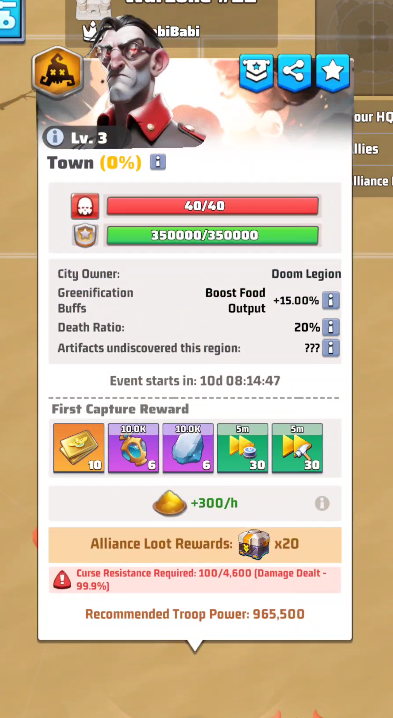 biBabi
Lv. 3
our HQ
Town (0%)
llies
lliance
40/40
350000/350000
City Owner: Doom Legion
Greenification Buffs Boost Food Output +15.00%
Death Ratio: 20%
Artifacts undiscovered this region: ???
Event starts in: 10d 08:14:47
First Capture Reward
10.0K 10.0K 5m 5m
10 6 6 30 30
+300/h
Alliance Loot Rewards: x20
Curse Resistance Required: 100/4,600 (Damage Dealt -
99.9%)
Recommended Troop Power: 965,500